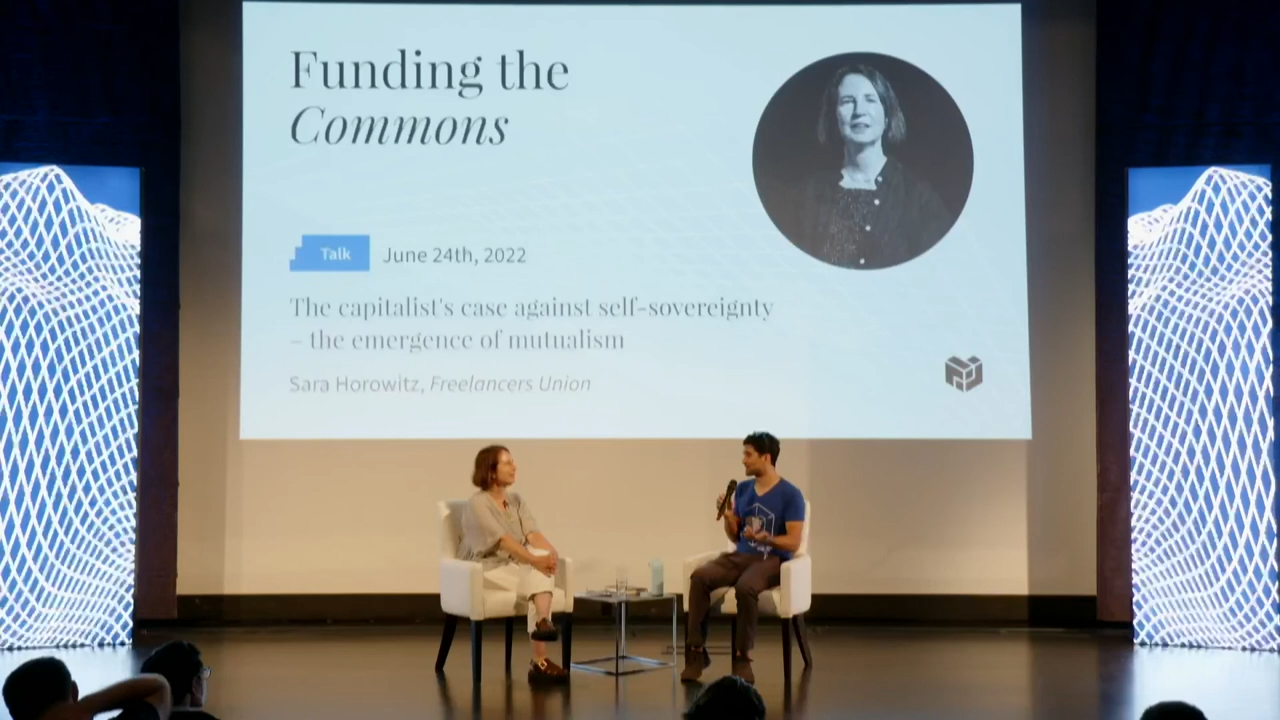 Funding the
Commons
Talk June 24th, 2022
The capitalist's case against self-sovereignty
– the emergence of mutualism
Sara Horowitz, Freelancers Union